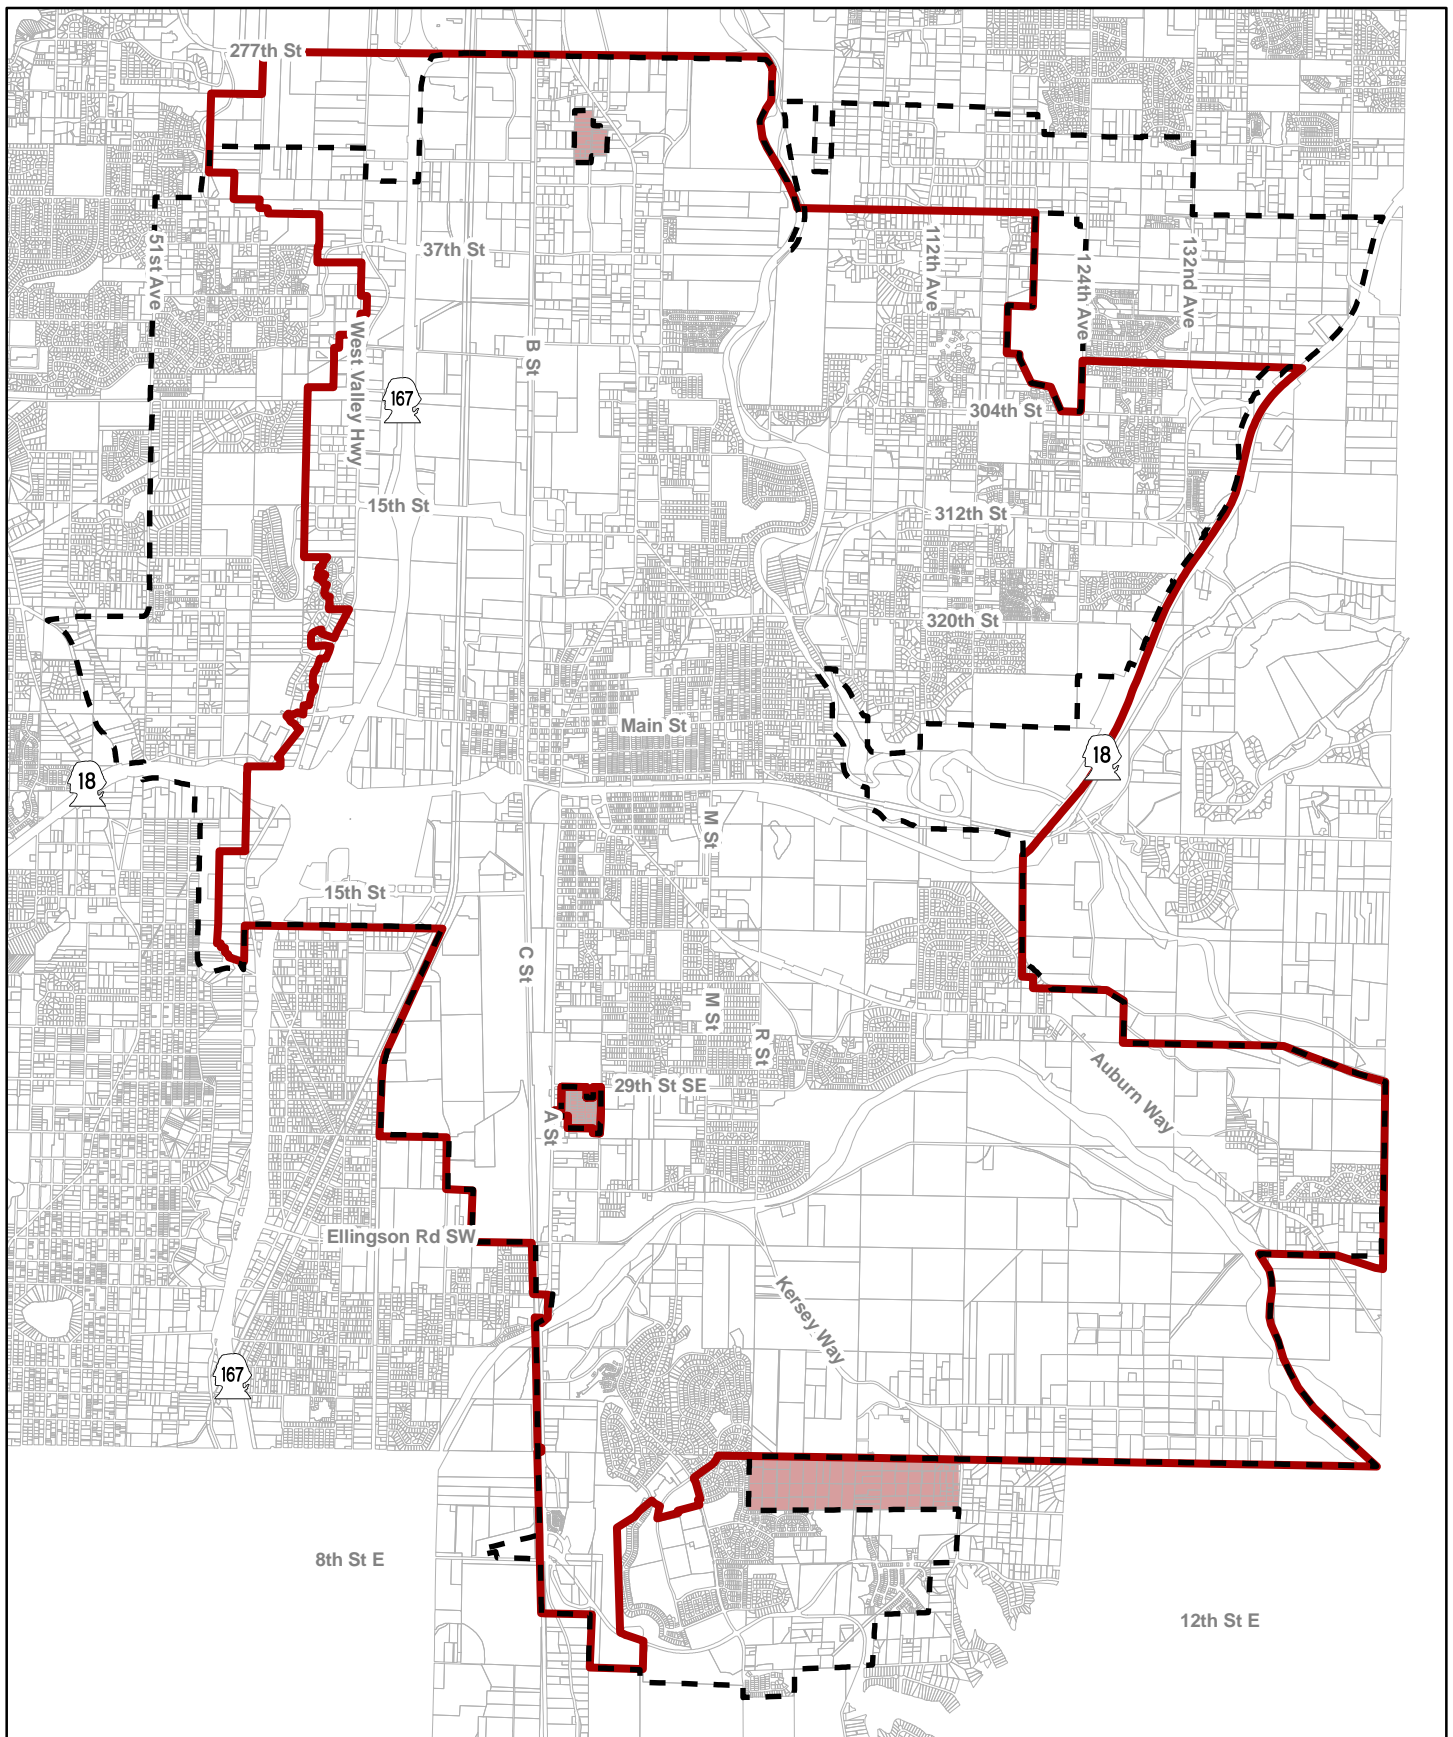 277th St
37th St
51st Ave
112th Ave
124th Ave
132nd Ave
West Valley Hwy
B St
167
304th St
15th St
312th St
320th St
Main St
18
18
M St
15th St
C St
M St
R St
29th St SE
Auburn Way
A St
Ellingson Rd SW
Kersey Way
167
8th St E
12th St E